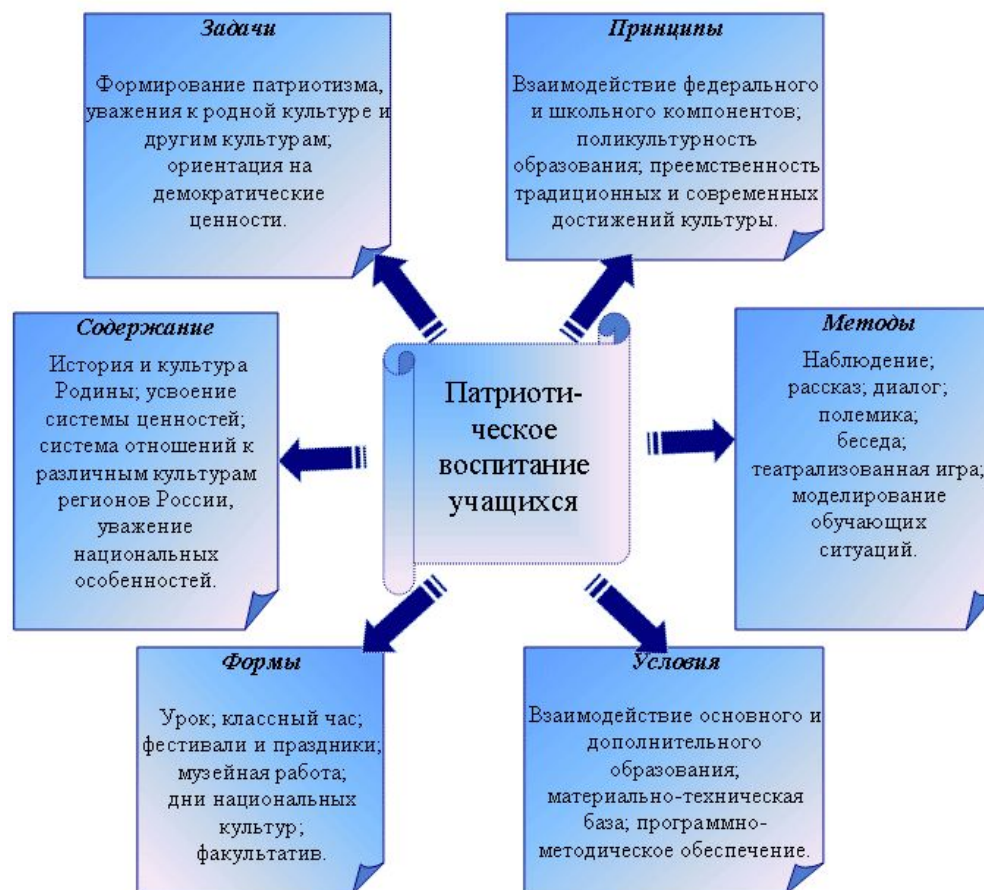 Задачи
Формирование патриотизма,
уважения к родной культуре и
другим культурам;
ориентация на
демократические
ценности.
Принципы
Взаимодействие федерального
и школьного компонентов;
поликультурность
образования; преемственность
традиционных и современных
достижений культуры.
Содержание
История и культура
Родины; усвоение
системы ценностей;
система отношений к
различным культурам
регионов России,
уважение
национальных
особенностей.
Патриоти-
ческое
воспитание
учащихся
Методы
Наблюдение;
рассказ; диалог;
полемика;
беседа;
театрализованная игра;
моделирование
обучающих
ситуаций.
Формы
Урок; классный час;
фестивали и праздники;
музейная работа;
дни национальных
культур;
факультатив.
Условия
Взаимодействие основного и
дополнительного
образования;
материально-техническая
база; программно-
методическое обеспечение.